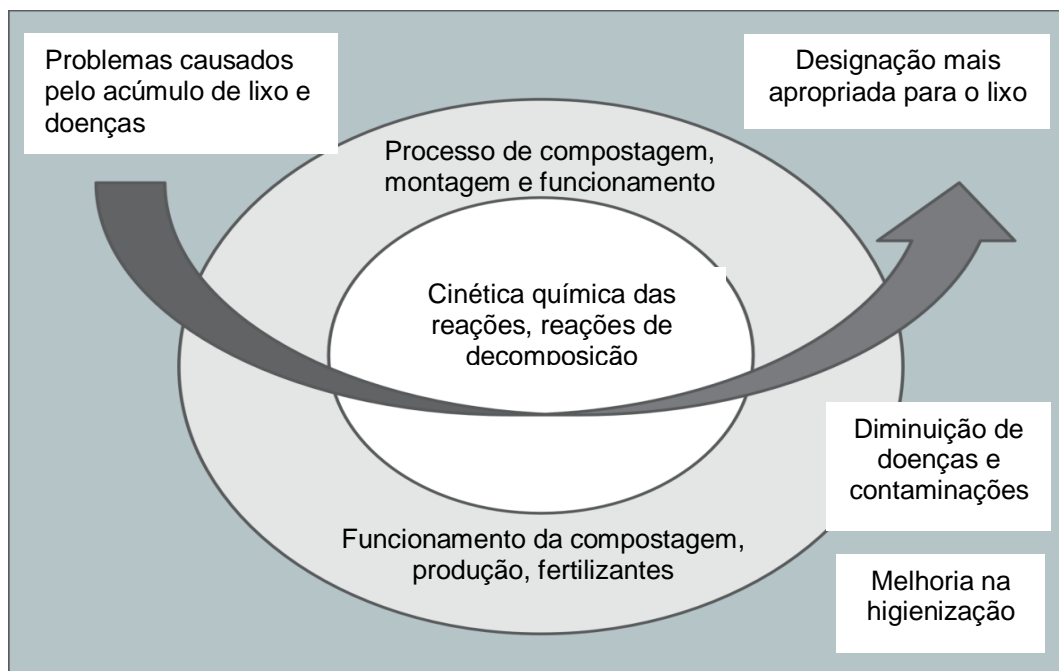 Problemas causados
pelo acúmulo de lixo e
doenças
Designação mais
apropriada para o lixo
Processo de compostagem,
montagem e funcionamento
Cinética química das
reações, reações de
decomposição
Diminuição de
doenças e
contaminações
Funcionamento da compostagem,
produção, fertilizantes
Melhoria na
higienização